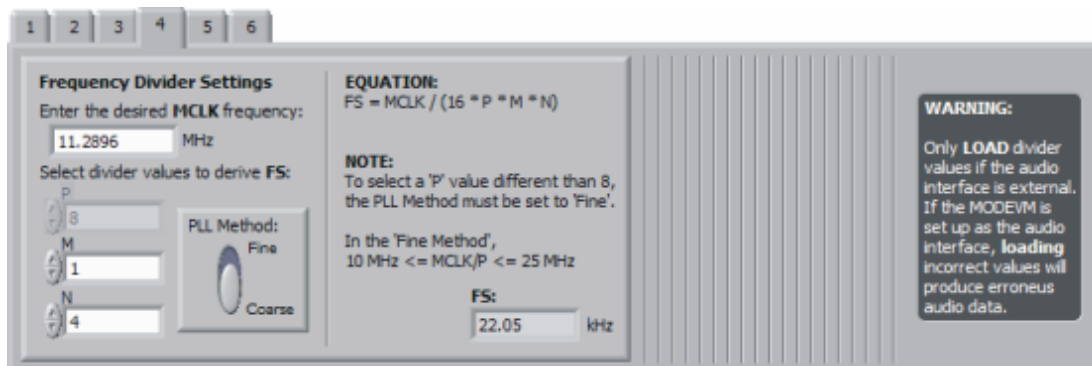 1 2 3 4 5 6
Frequency Divider Settings
Enter the desired MCLK frequency:
11.2896 MHz
Select divider values to derive FS:
P
8
M
1
N
4
PLL Method:
Fine
Coarse
EQUATION:
FS = MCLK / (16 * P * M * N)
NOTE:
To select a 'P' value different than 8,
the PLL Method must be set to 'Fine'.
In the 'Fine Method',
10 MHz <= MCLK/P <= 25 MHz
FS:
22.05 kHz
WARNING:
Only LOAD divider
values if the audio
interface is external.
If the MODEVM is
set up as the audio
interface, loading
incorrect values will
produce erroneus
audio data.